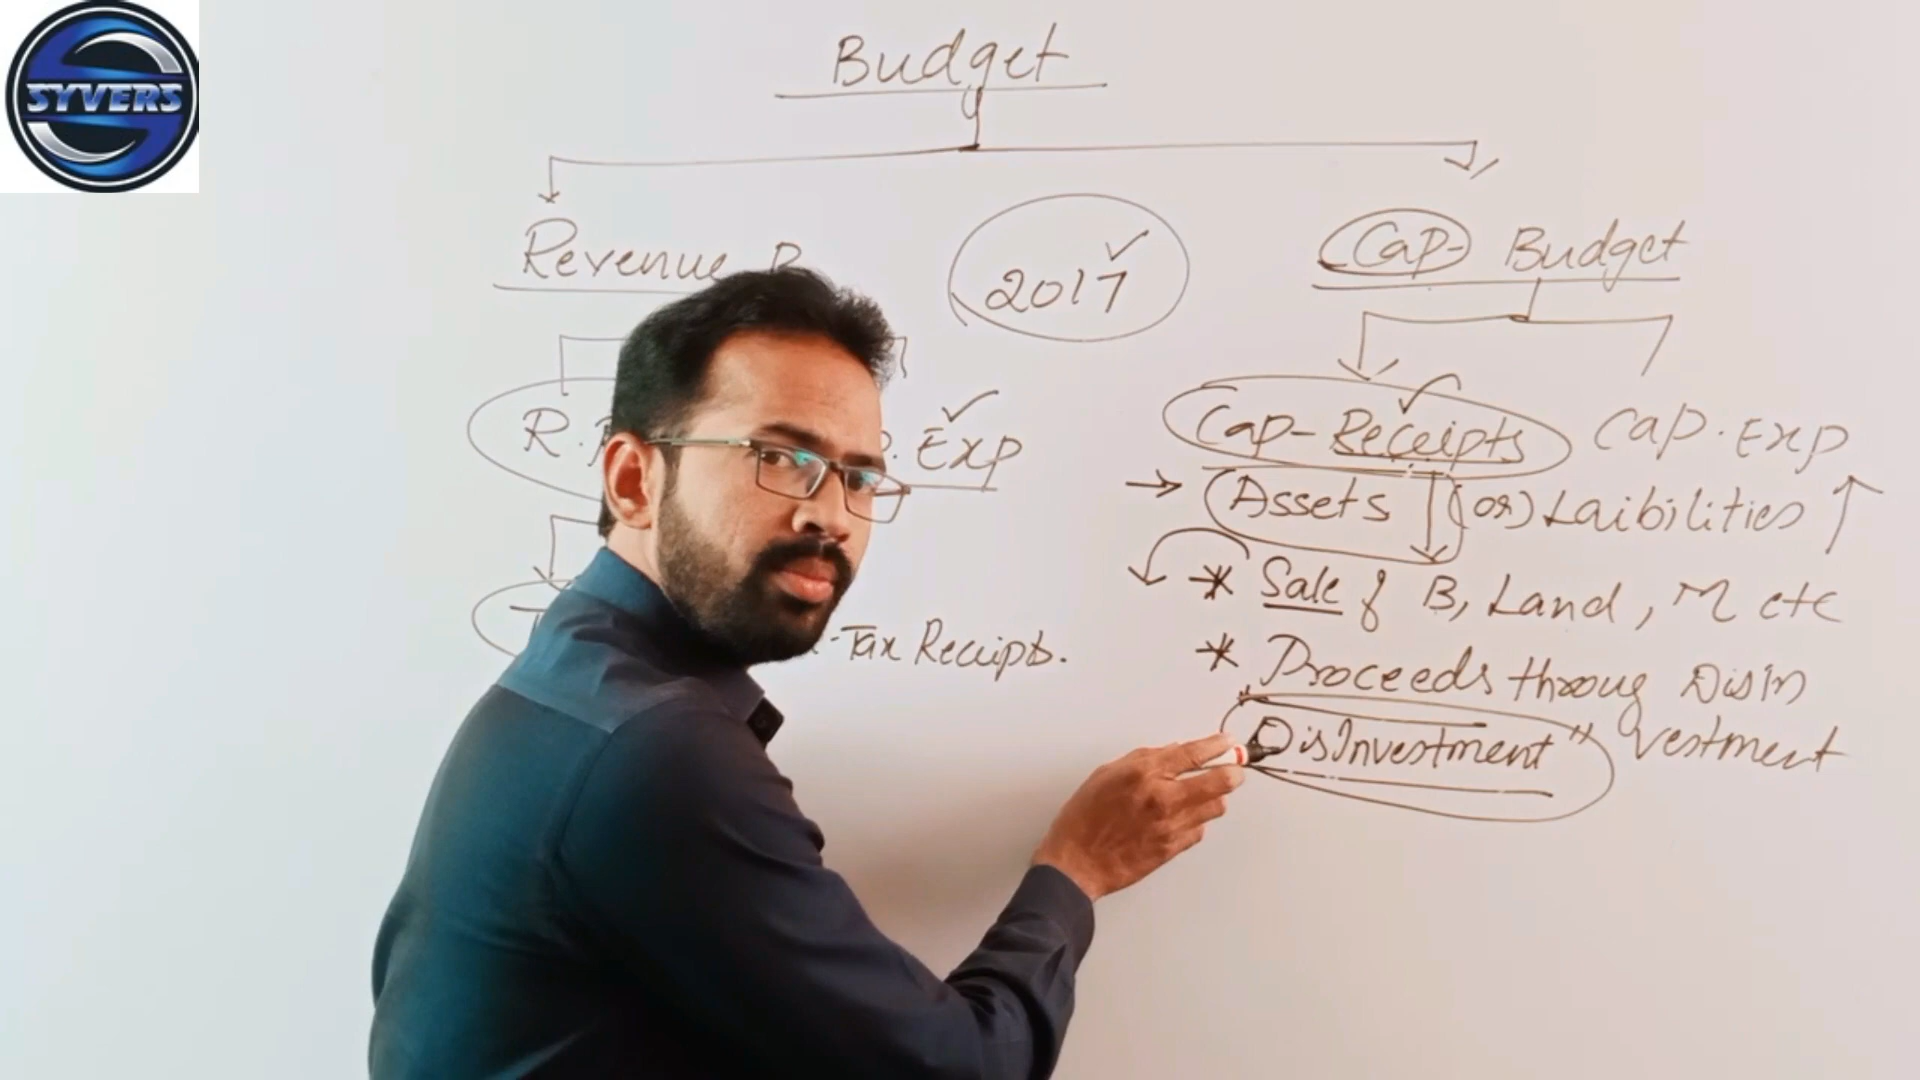 SYVERS
Budget
Revenue B
2017
Cap- Budget
R. Exp
Cap-Receipts Cap. Exp
Assets (or) Laibilities
Sale of B, Land, M etc
-Tax Receipts.
Proceeds throug Disin
vestment
"DisInvestment"